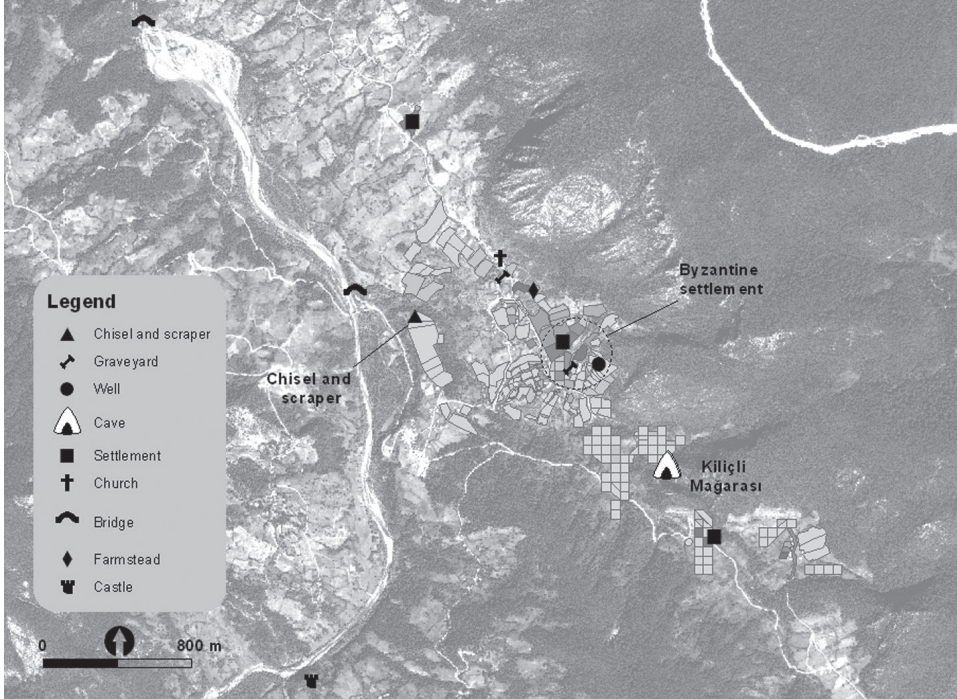 Byzantine
settlement
Legend
Chisel and scraper
Graveyard
Well
Cave
Settlement
Church
Bridge
Farmstead
Castle
Chisel and
scraper
Kiliçli
Mağarası
0 800 m